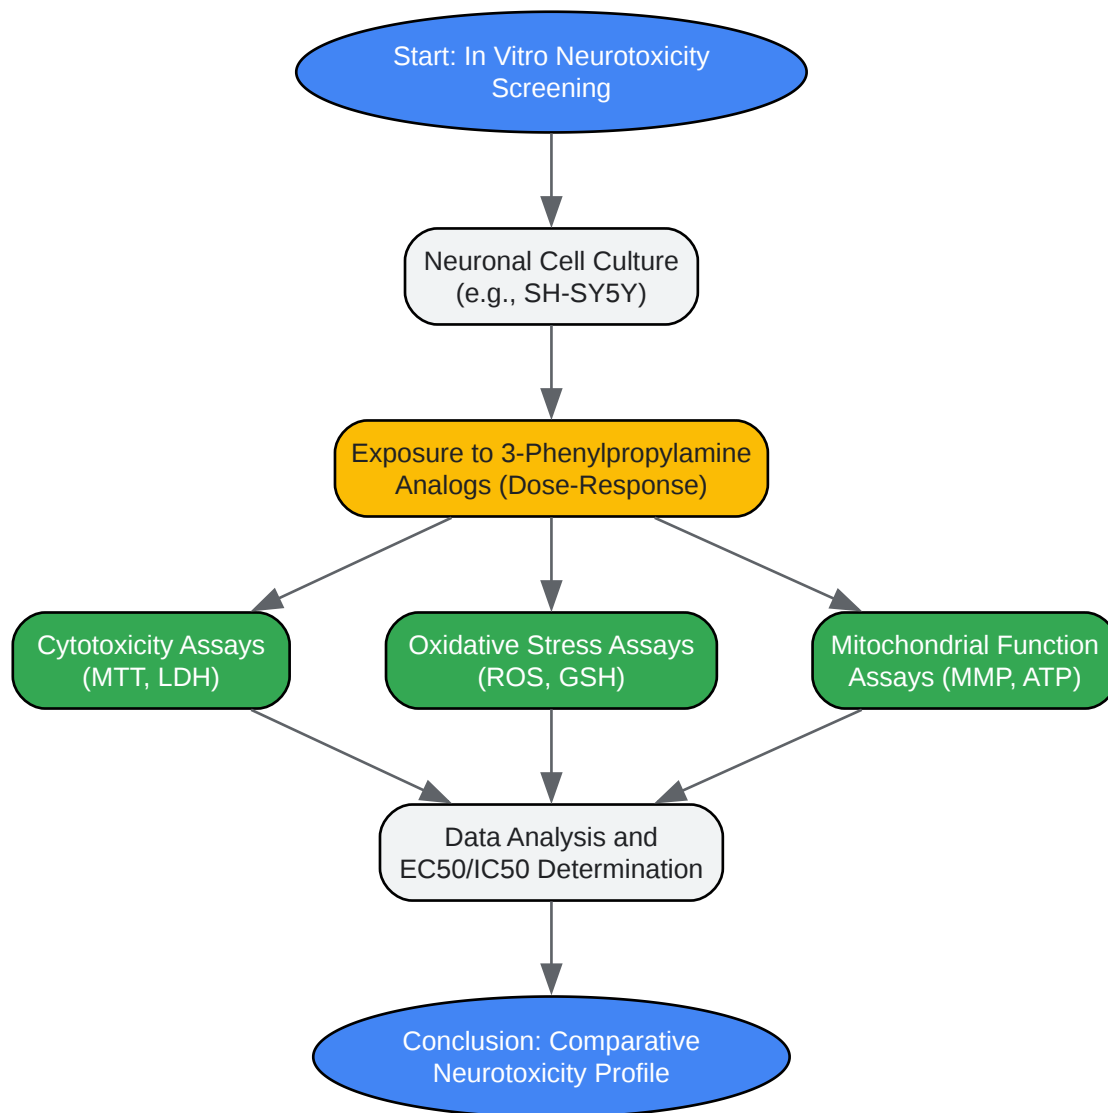 Start: In Vitro Neurotoxicity
Screening
Neuronal Cell Culture
(e.g., SH-SY5Y)
Exposure to 3-Phenylpropylamine
Analogs (Dose-Response)
Cytotoxicity Assays
(MTT, LDH)
Oxidative Stress Assays
(ROS, GSH)
Mitochondrial Function
Assays (MMP, ATP)
Data Analysis and
EC50/IC50 Determination
Conclusion: Comparative
Neurotoxicity Profile